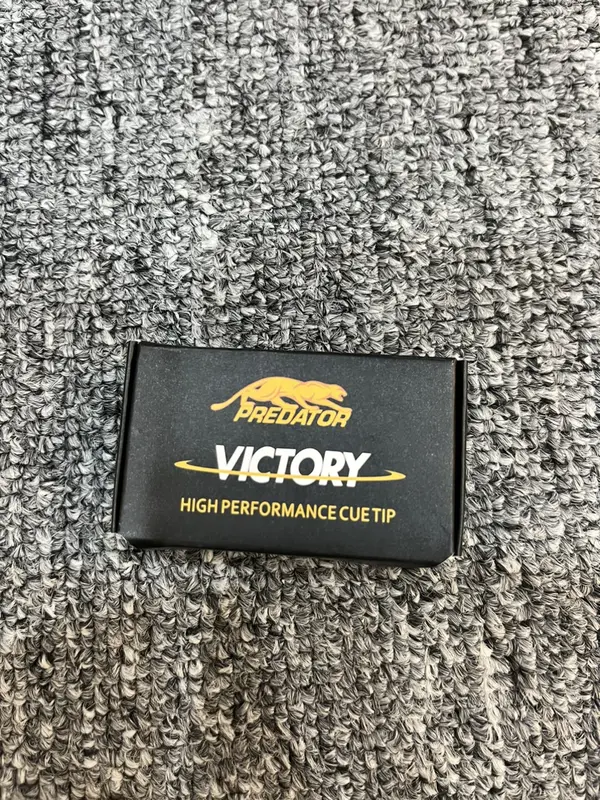 PREDATOR
VICTORY
HIGH PERFORMANCE CUE TIP